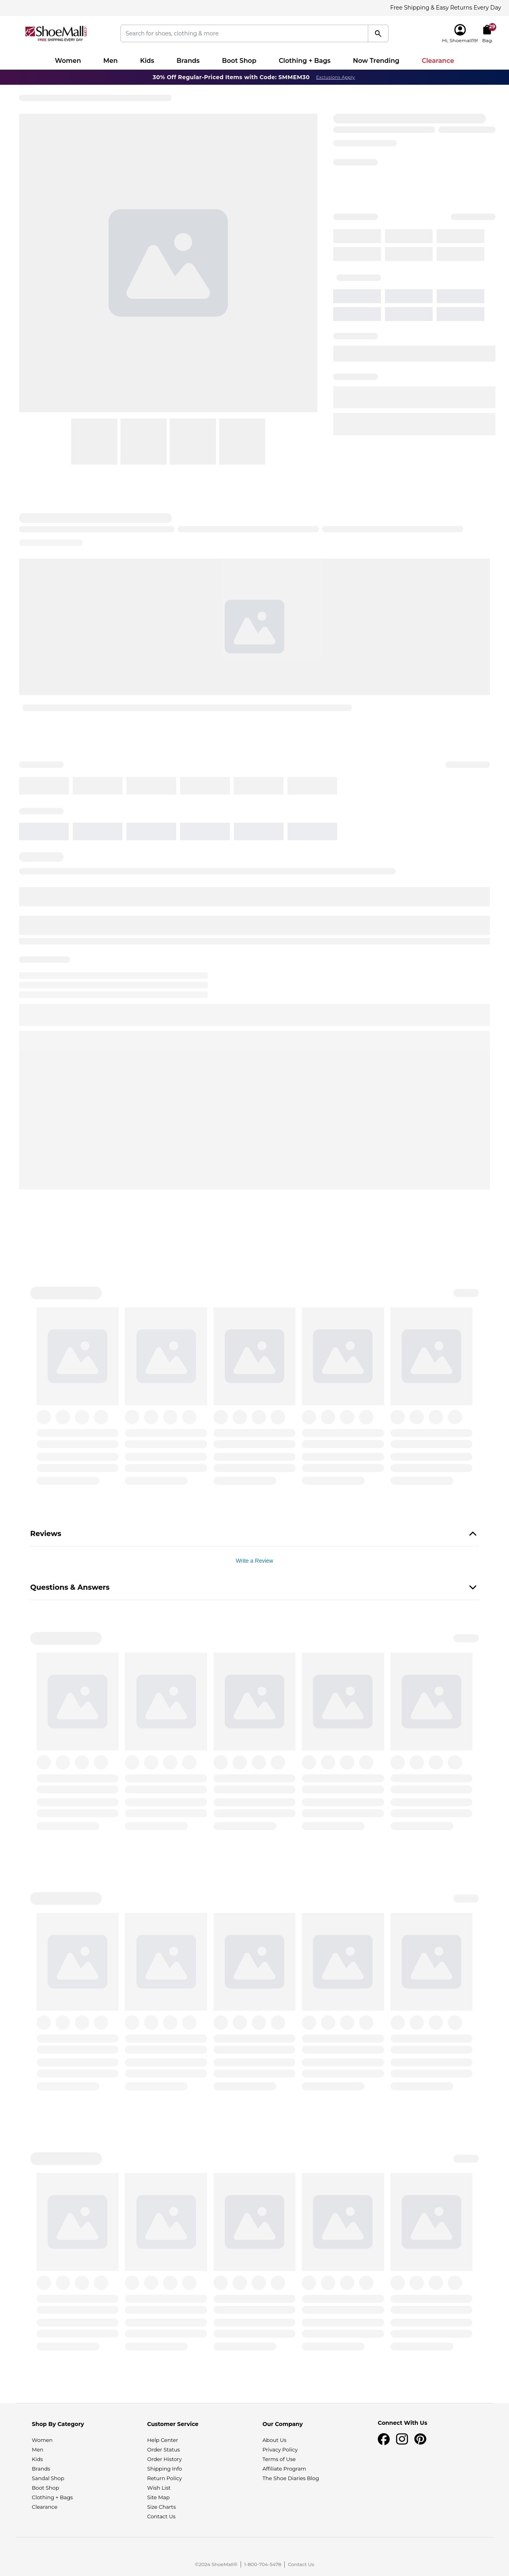 Free Shipping & Easy Returns Every Day
ShoeMall
FREE SHIPPING EVERY DAY
Search for shoes, clothing & more
Hi, Shoemall19!
29
Bag
Women Men Kids Brands Boot Shop Clothing + Bags Now Trending Clearance
30% Off Regular-Priced Items with Code: SMMEM30 Exclusions Apply
Reviews
Write a Review
Questions & Answers
Shop By Category
Women
Men
Kids
Brands
Sandal Shop
Boot Shop
Clothing + Bags
Clearance
Customer Service
Help Center
Order Status
Order History
Shipping Info
Return Policy
Wish List
Site Map
Size Charts
Contact Us
Our Company
About Us
Privacy Policy
Terms of Use
Affiliate Program
The Shoe Diaries Blog
Connect With Us
©2024 ShoeMall® | 1-800-704-5478 | Contact Us